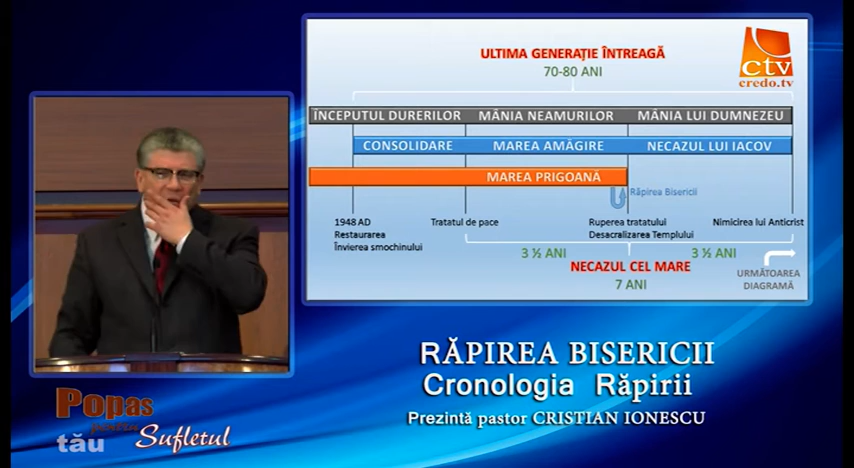 ULTIMA GENERAȚIE ÎNTREAGĂ
70-80 ANI
ctv
credo.tv
ÎNCEPUTUL DURERILOR
MÂNIA NEAMURILOR
MÂNIA LUI DUMNEZEU
CONSOLIDARE
MAREA AMĂGIRE
NECAZUL LUI IACOV
MAREA PRIGOANĂ
Răpirea Bisericii
1948 AD
Restaurarea
Învierea smochinului
Tratatul de pace
Ruperea tratatului
Desacralizarea Templului
Nimicirea lui Anticrist
3 ½ ANI
3 ½ ANI
NECAZUL CEL MARE
7 ANI
URMĂTOAREA
DIAGRAMĂ
RĂPIREA BISERICII
Cronologia Răpirii
Prezintă pastor CRISTIAN IONESCU
Popas
pentru
Sufletul
tău